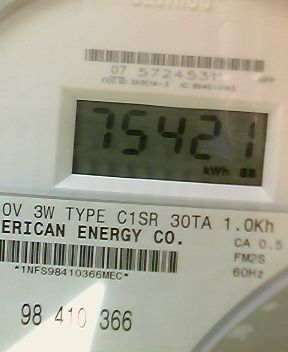 07 57245311
75421
kWh
0V 3W TYPE C1SR 30TA 1.0Kh
ERICAN ENERGY CO.
CA 0.5
FM2S
60Hz
*1NFS98410366MEC*
98 410 366